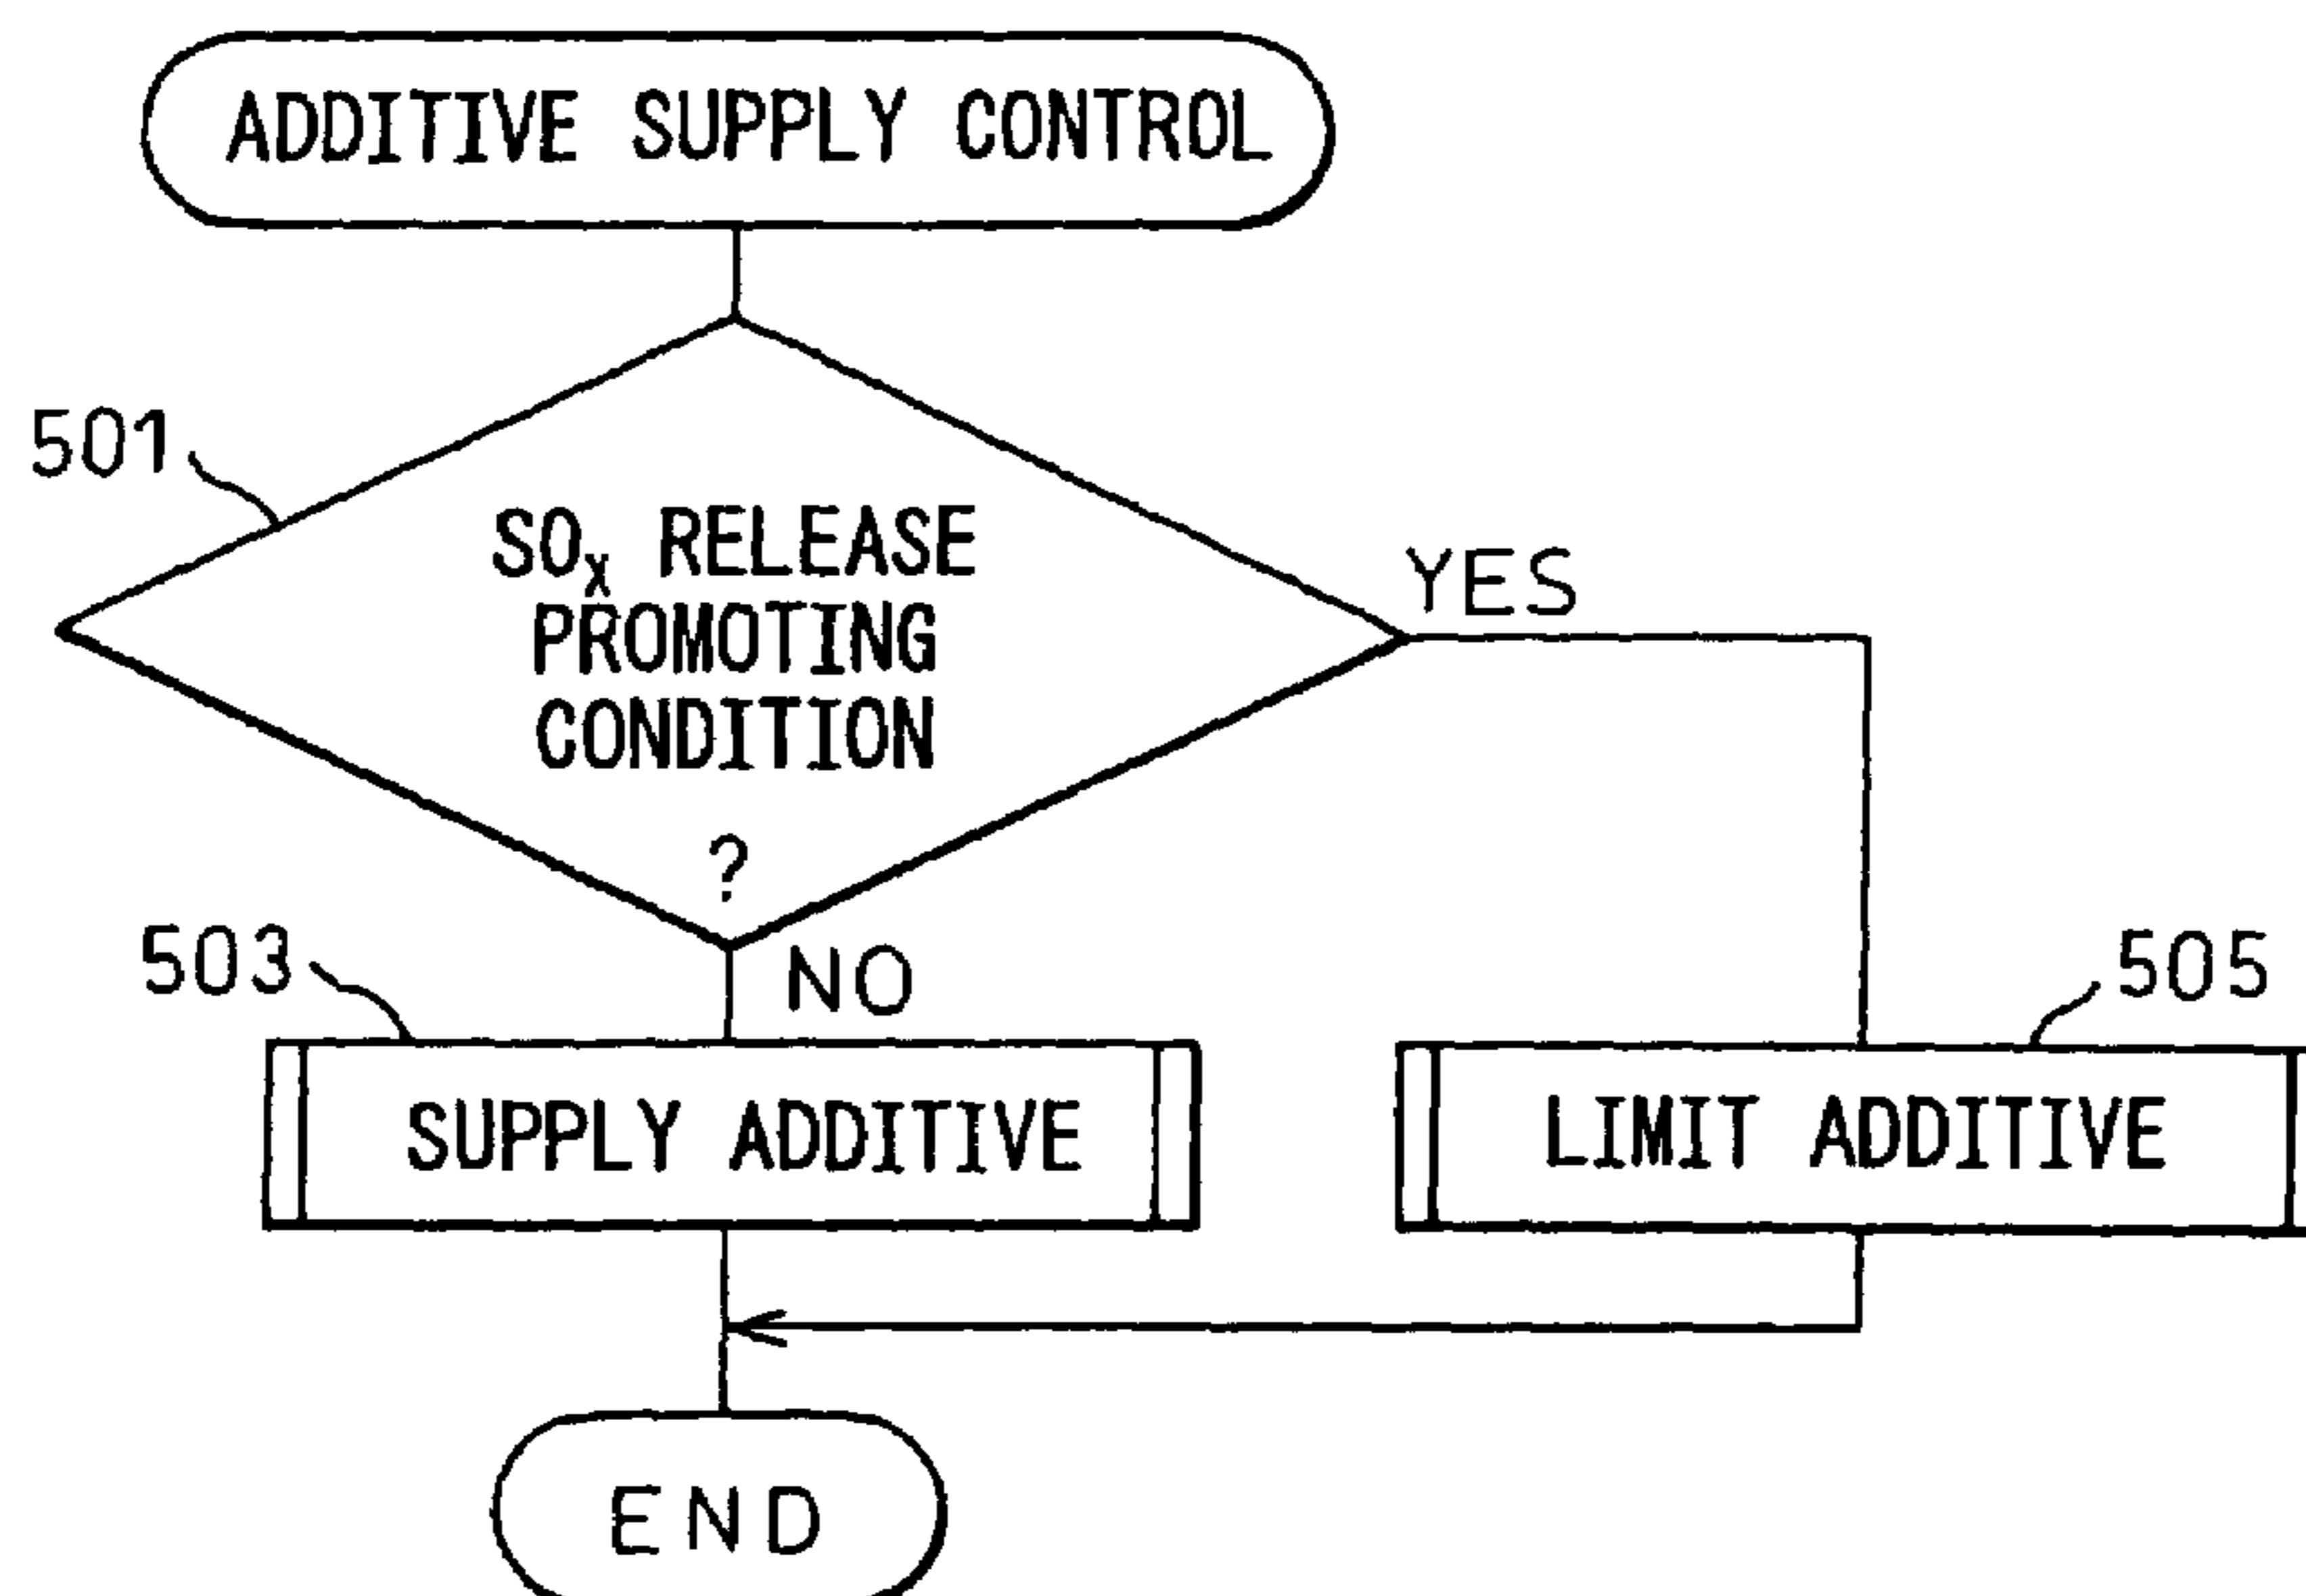 ADDITIVE SUPPLY CONTROL
501
SOₓ RELEASE
PROMOTING
CONDITION
?
YES
NO
503
505
SUPPLY ADDITIVE
LIMIT ADDITIVE
END